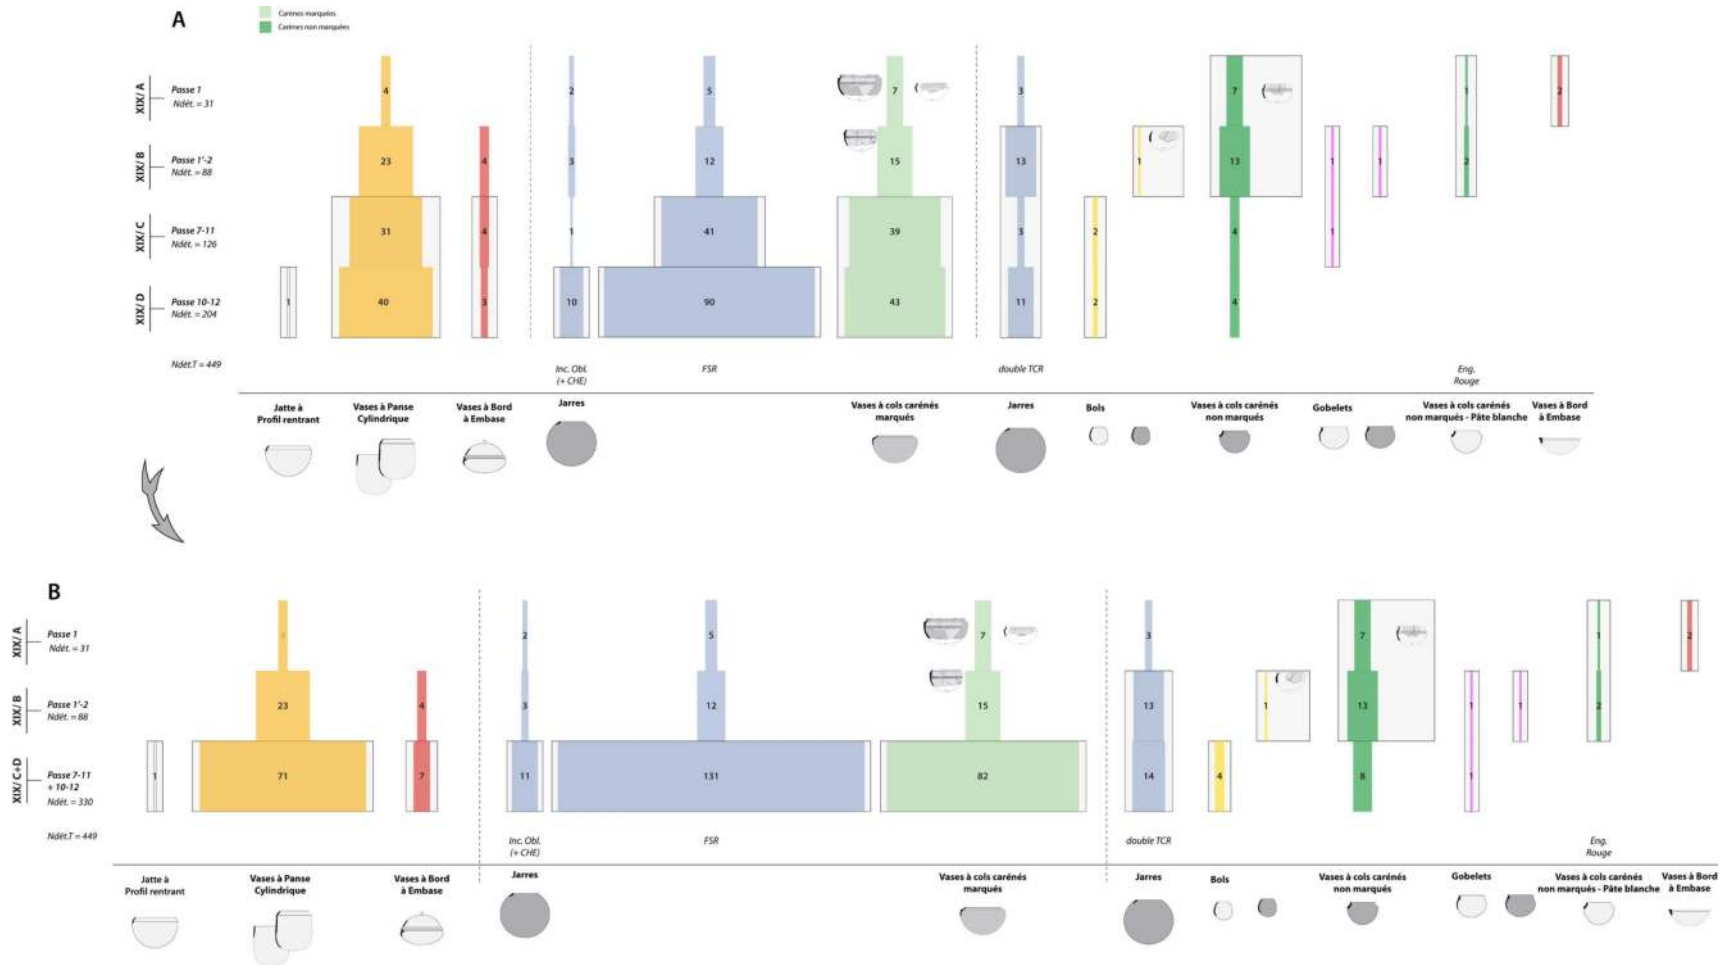 A
Carènes marquées
Carènes non marquées
XIX/ A
Passe 1
Ndét. = 31
4
2
5
7
3
7
1
2
XIX/ B
Passe 1'-2
Ndét. = 88
23
4
3
12
15
13
1
13
1
1
2
XIX/ C
Passe 7-11
Ndét. = 126
31
4
1
41
39
3
2
4
1
XIX/ D
Passe 10-12
Ndét. = 204
1
40
3
10
90
43
11
2
4
Ndét.T = 449
Inc. Obl.
(+ CHE)
FSR
double TCR
Eng.
Rouge
Jatte à
Profil rentrant
Vases à Panse
Cylindrique
Vases à Bord
à Embase
Jarres
Vases à cols carénés
marqués
Jarres
Bols
Vases à cols carénés
non marqués
Gobelets
Vases à cols carénés
non marqués - Pâte blanche
Vases à Bord
à Embase
B
XIX/ A
Passe 1
Ndét. = 31
4
2
5
7
3
7
1
2
XIX/ B
Passe 1'-2
Ndét. = 88
23
4
3
12
15
13
1
13
1
1
2
XIX/ C+D
Passe 7-11
+ 10-12
Ndét. = 330
1
71
7
11
131
82
14
4
8
1
Ndét.T = 449
Inc. Obl.
(+ CHE)
FSR
double TCR
Eng.
Rouge
Jatte à
Profil rentrant
Vases à Panse
Cylindrique
Vases à Bord
à Embase
Jarres
Vases à cols carénés
marqués
Jarres
Bols
Vases à cols carénés
non marqués
Gobelets
Vases à cols carénés
non marqués - Pâte blanche
Vases à Bord
à Embase